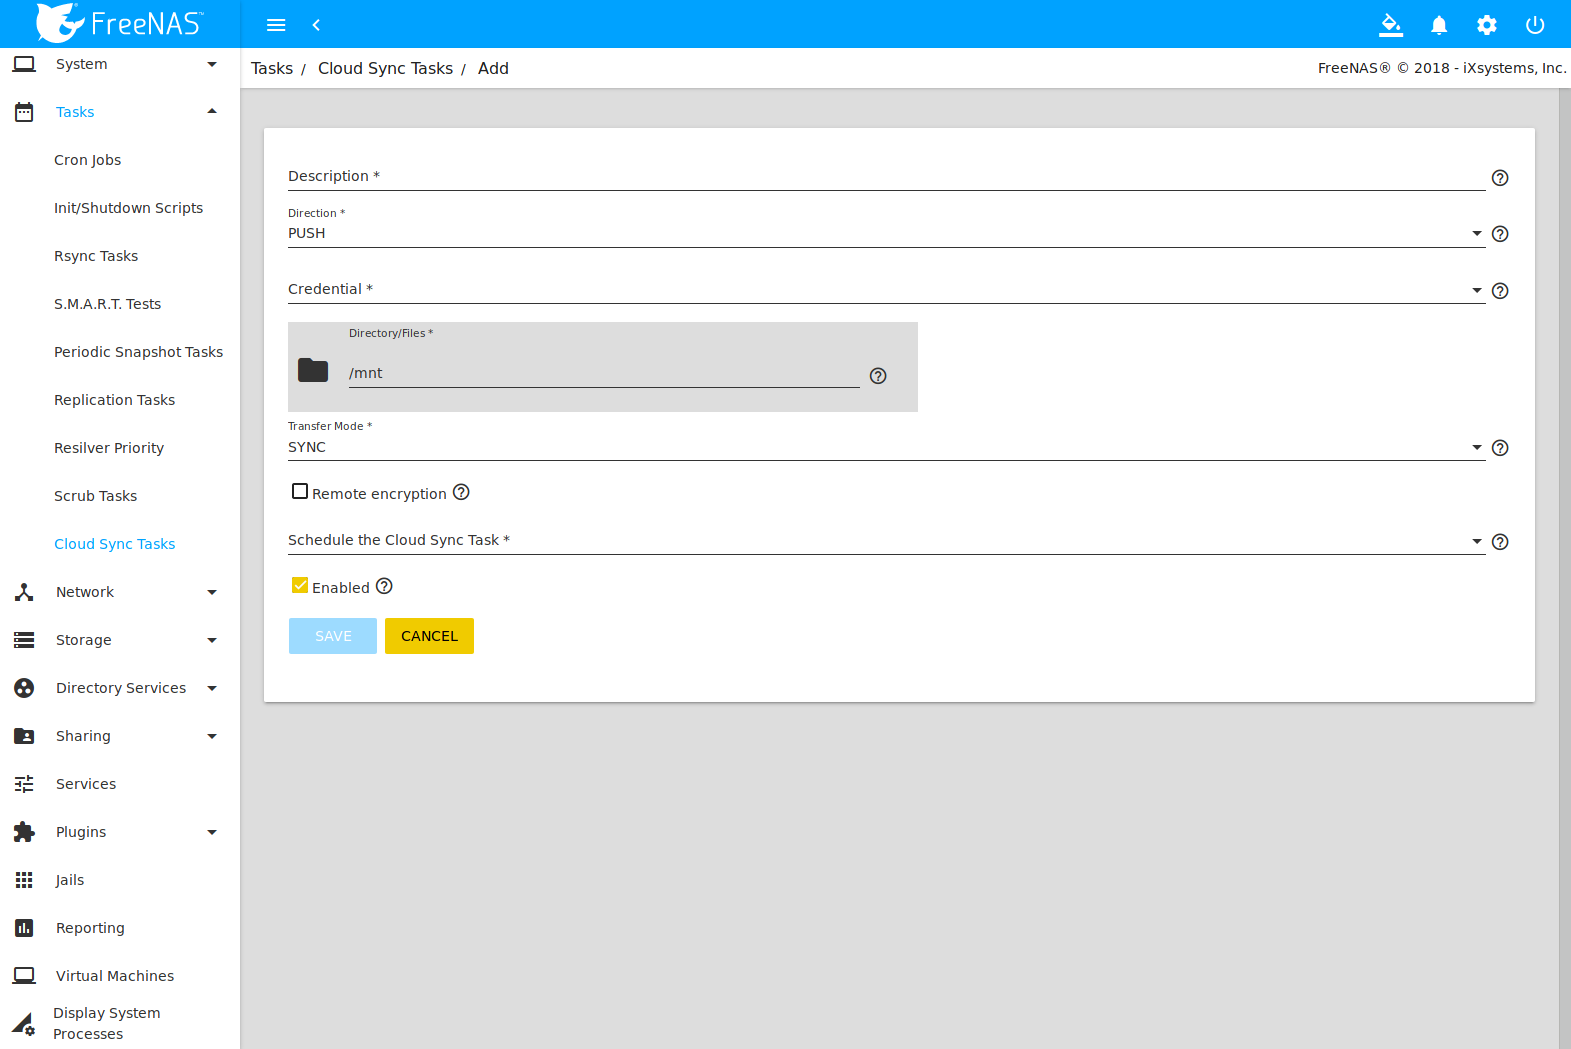 FreeNAS™
System
Tasks
Cron Jobs
Init/Shutdown Scripts
Rsync Tasks
S.M.A.R.T. Tests
Periodic Snapshot Tasks
Replication Tasks
Resilver Priority
Scrub Tasks
Cloud Sync Tasks
Network
Storage
Directory Services
Sharing
Services
Plugins
Jails
Reporting
Virtual Machines
Display System
Processes
Tasks / Cloud Sync Tasks / Add
FreeNAS® © 2018 - iXsystems, Inc.
Description *
Direction *
PUSH
Credential *
Directory/Files *
/mnt
Transfer Mode *
SYNC
Remote encryption
Schedule the Cloud Sync Task *
Enabled
SAVE CANCEL